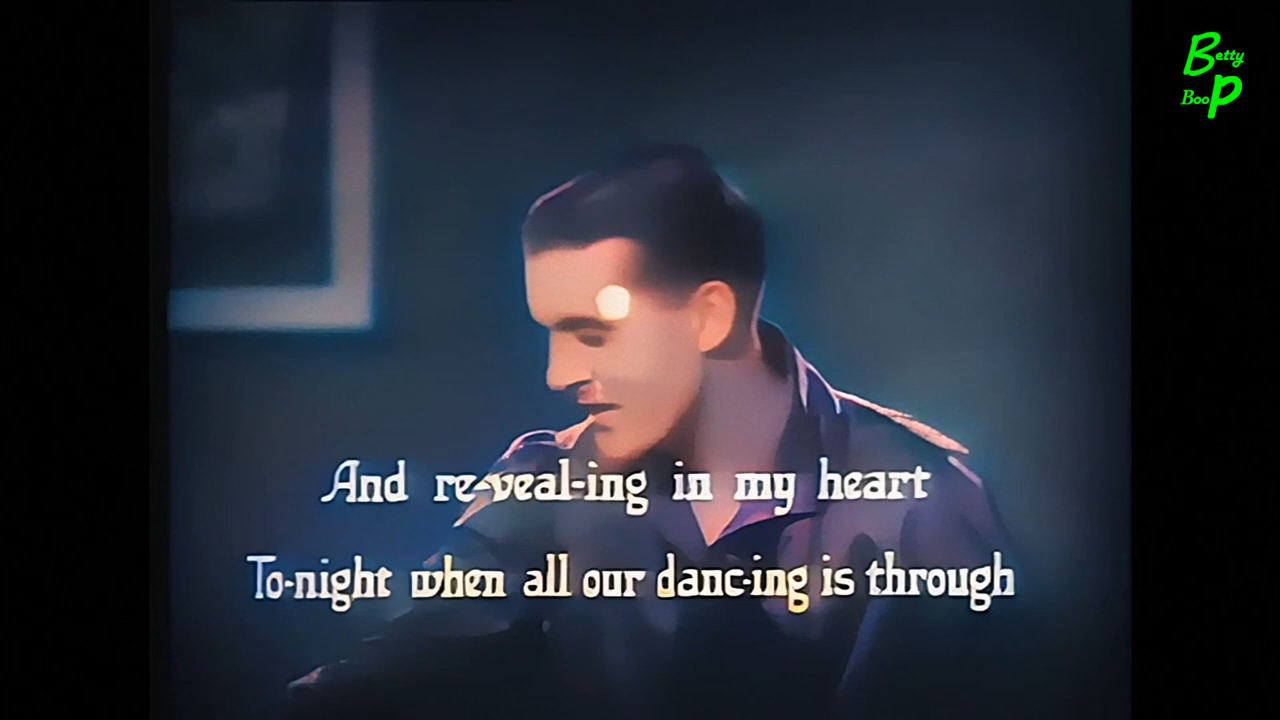 Betty
Boop
And re-veal-ing in my heart
To-night when all our danc-ing is through